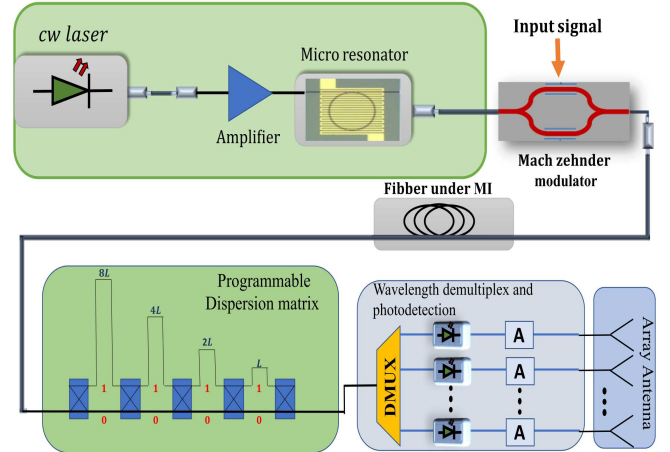 cw laser
Amplifier
Micro resonator
Input signal
Mach zehnder
modulator
Fibber under MI
Programmable
Dispersion matrix
8L
4L
2L
L
1 1 1 1
0 0 0 0
Wavelength demultiplex and
photodetection
DMUX
A
A
A
Array Antenna